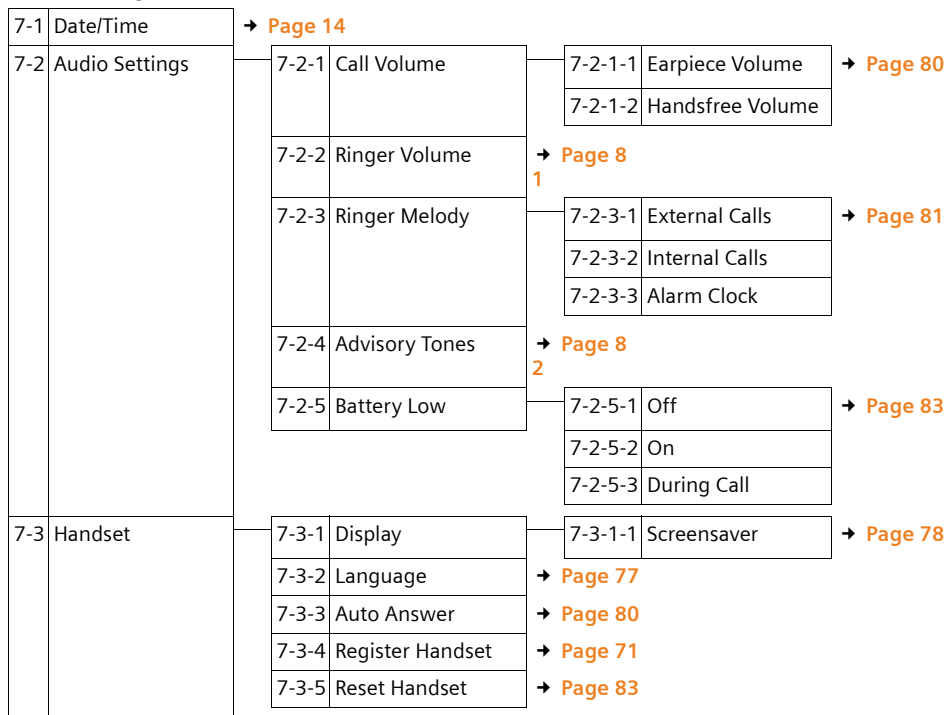 7-1 Date/Time → Page 14
7-2 Audio Settings 7-2-1 Call Volume 7-2-1-1 Earpiece Volume → Page 80
7-2-1-2 Handsfree Volume
7-2-2 Ringer Volume → Page 8
1
7-2-3 Ringer Melody 7-2-3-1 External Calls → Page 81
7-2-3-2 Internal Calls
7-2-3-3 Alarm Clock
7-2-4 Advisory Tones → Page 8
2
7-2-5 Battery Low 7-2-5-1 Off → Page 83
7-2-5-2 On
7-2-5-3 During Call
7-3 Handset 7-3-1 Display 7-3-1-1 Screensaver → Page 78
7-3-2 Language → Page 77
7-3-3 Auto Answer → Page 80
7-3-4 Register Handset → Page 71
7-3-5 Reset Handset → Page 83